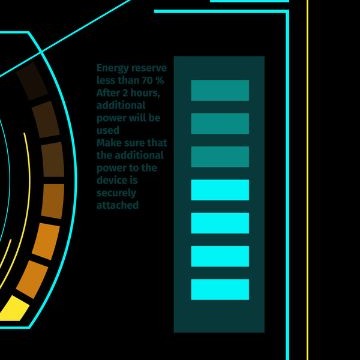 Energy reserve
less than 70 %
After 2 hours,
additional
power will be
used
Make sure that
the additional
power to the
device is
securely
attached